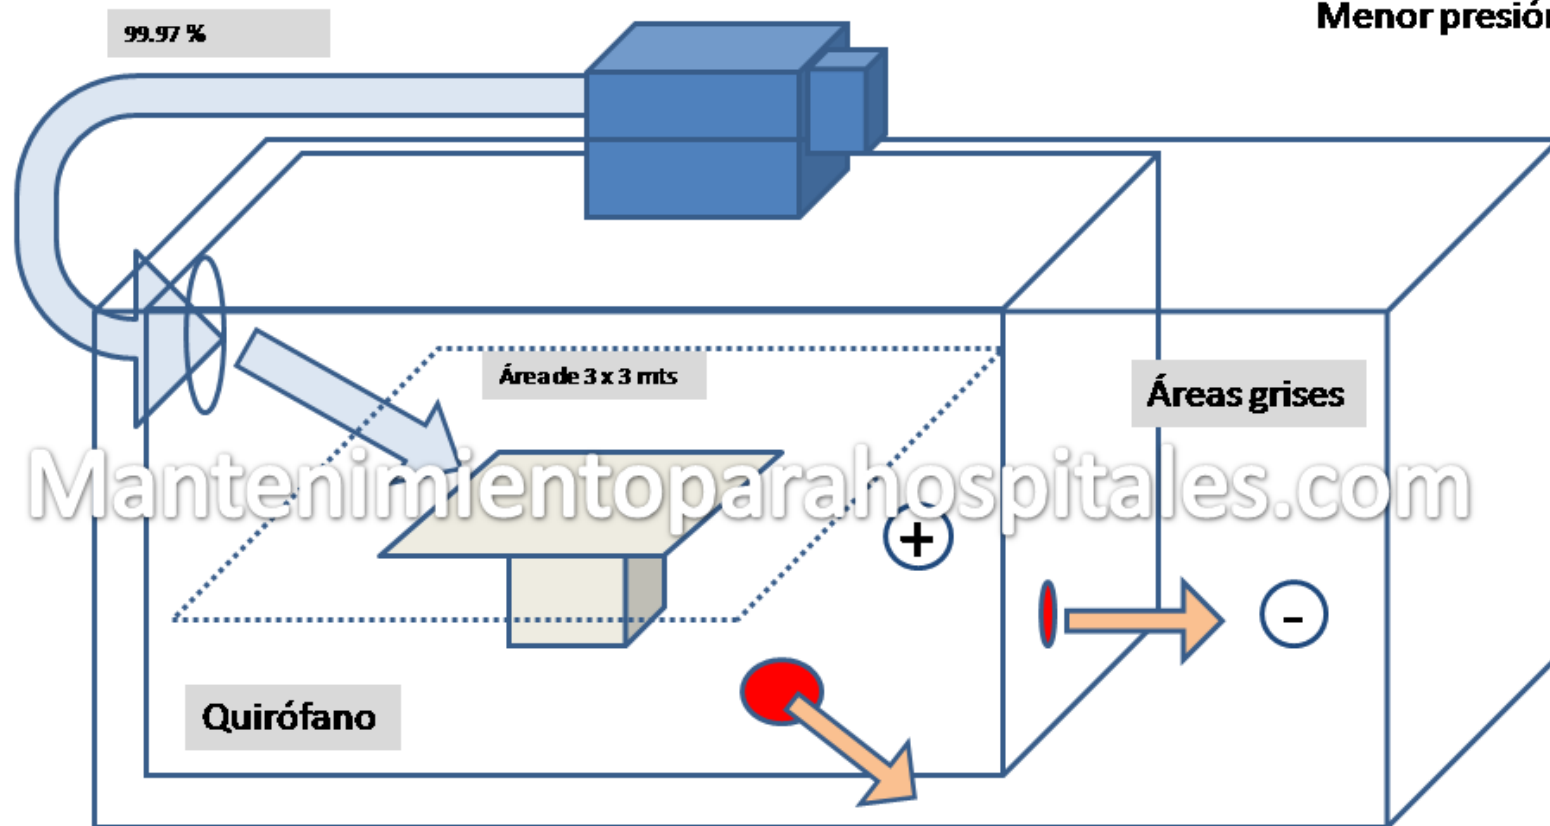 99.97 %
Menor presión
Área de 3 x 3 mts
Áreas grises
Mantenimientoparahospitales.com
+
-
Quirófano